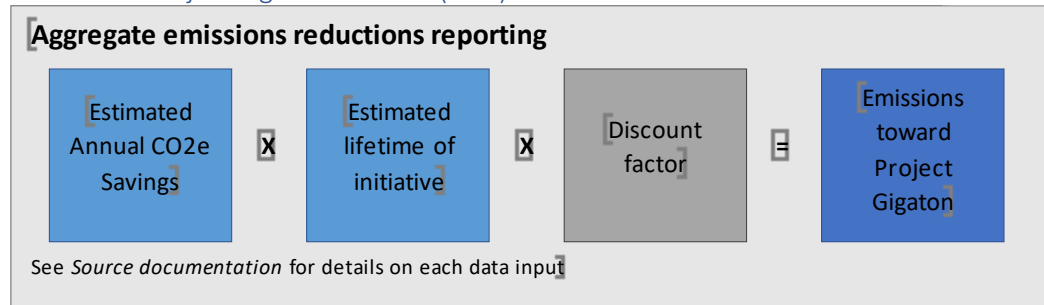 Aggregate emissions reductions reporting
Estimated
Annual CO2e
Savings
X
Estimated
lifetime of
initiative
X
Discount
factor
=
Emissions
toward
Project
Gigaton
See Source documentation for details on each data input